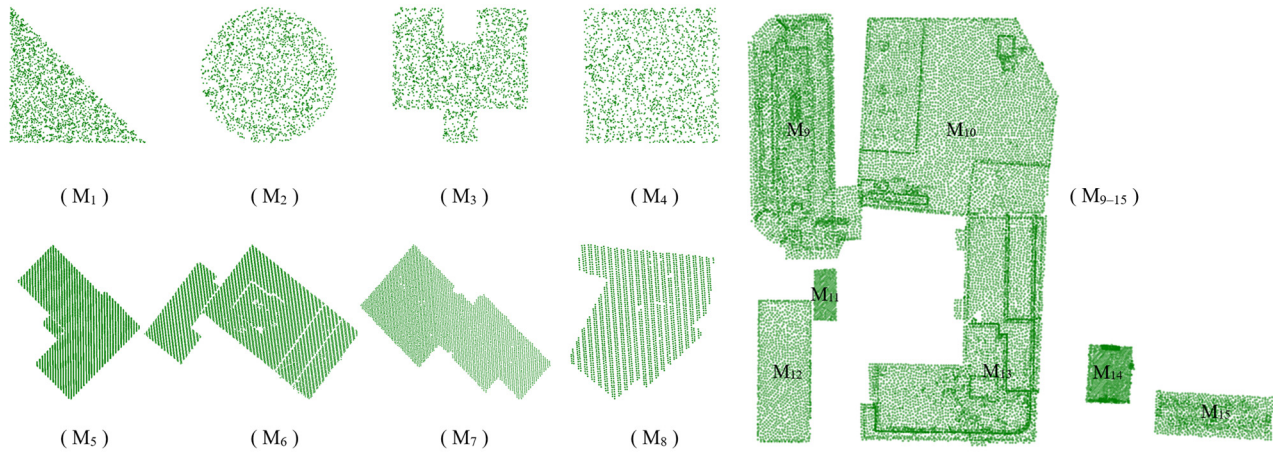 M9
M10
( M1 )
( M2 )
( M3 )
( M4 )
( M9–15 )
M11
M12
M13
M14
M15
( M5 )
( M6 )
( M7 )
( M8 )